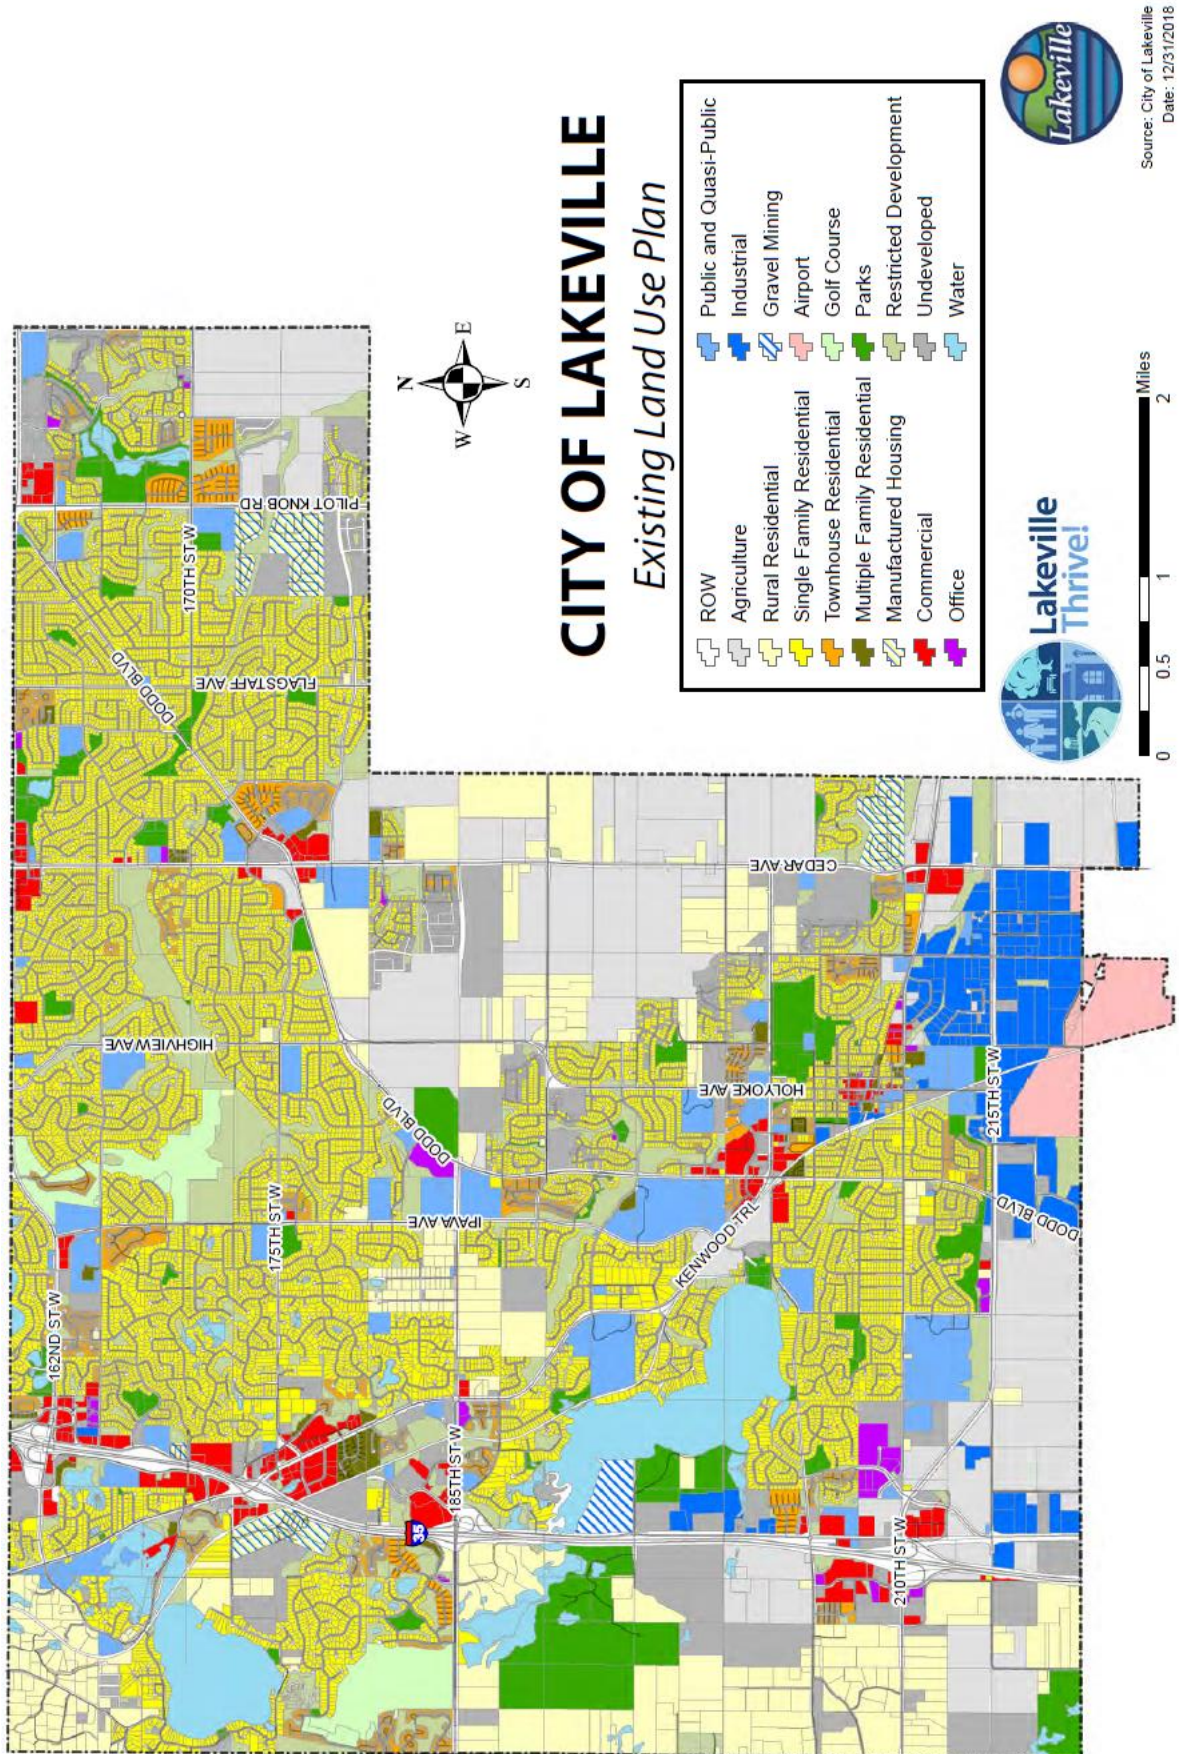 CITY OF LAKEVILLE
Existing Land Use Plan
N
W
E
S
ROW
Agriculture
Rural Residential
Single Family Residential
Townhouse Residential
Multiple Family Residential
Manufactured Housing
Commercial
Office
Public and Quasi-Public
Industrial
Gravel Mining
Airport
Golf Course
Parks
Restricted Development
Undeveloped
Water
Lakeville
Thrive!
0
0.5
1
2
Miles
Lakeville
Source: City of Lakeville
Date: 12/31/2018
162ND ST W
HIGHVIEW AVE
DODD BLVD
FLAGSTAFF AVE
170TH ST W
PILOT KNOB RD
175TH ST W
DODD BLVD
IPAVA AVE
35
185TH ST W
CEDAR AVE
HOLYOKE AVE
KENWOOD TRL
210TH ST W
215TH ST W
DODD BLVD